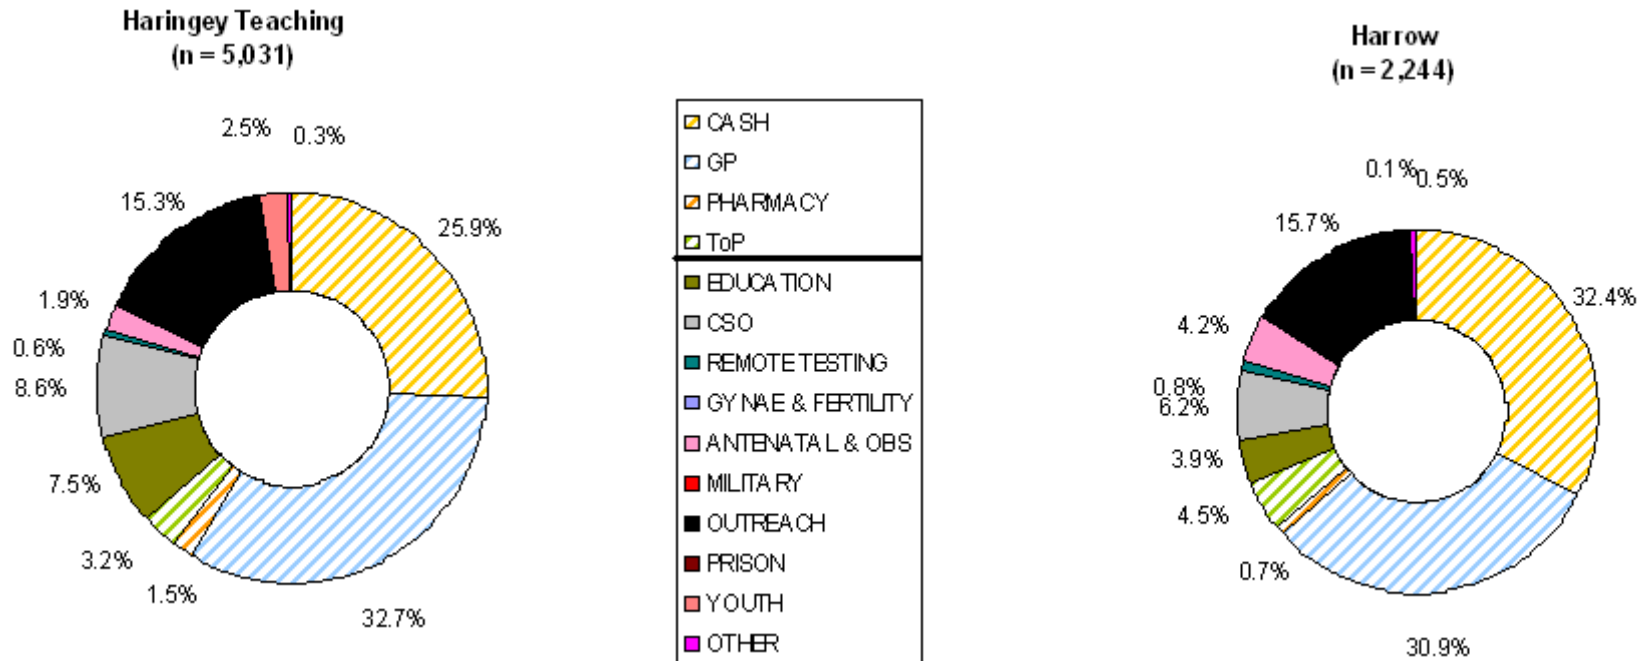 Haringey Teaching
(n = 5,031)
2.5%
0.3%
15.3%
25.9%
1.9%
0.6%
8.6%
7.5%
3.2%
1.5%
32.7%
CASH
GP
PHARMACY
ToP
EDUCATION
CSO
REMOTE TESTING
GYNAE & FERTILITY
ANTENATAL & OBS
MILITARY
OUTREACH
PRISON
YOUTH
OTHER
Harrow
(n = 2,244)
0.1%
0.5%
15.7%
32.4%
4.2%
0.8%
6.2%
3.9%
4.5%
0.7%
30.9%